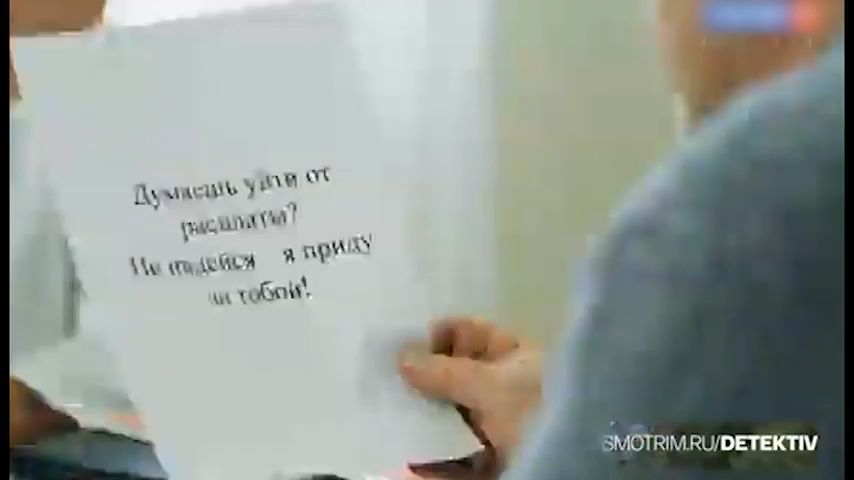 Думаешь уйти от
расплаты?
Не надейся я приду
за тобой!
SMOTRIM.RU/DETEKTIV